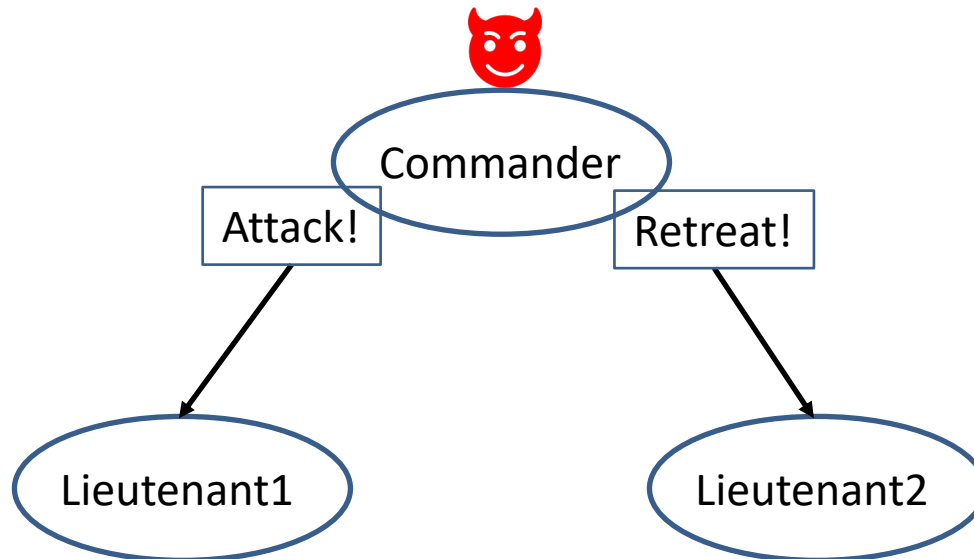 Commander
Attack!
Retreat!
Lieutenant1
Lieutenant2